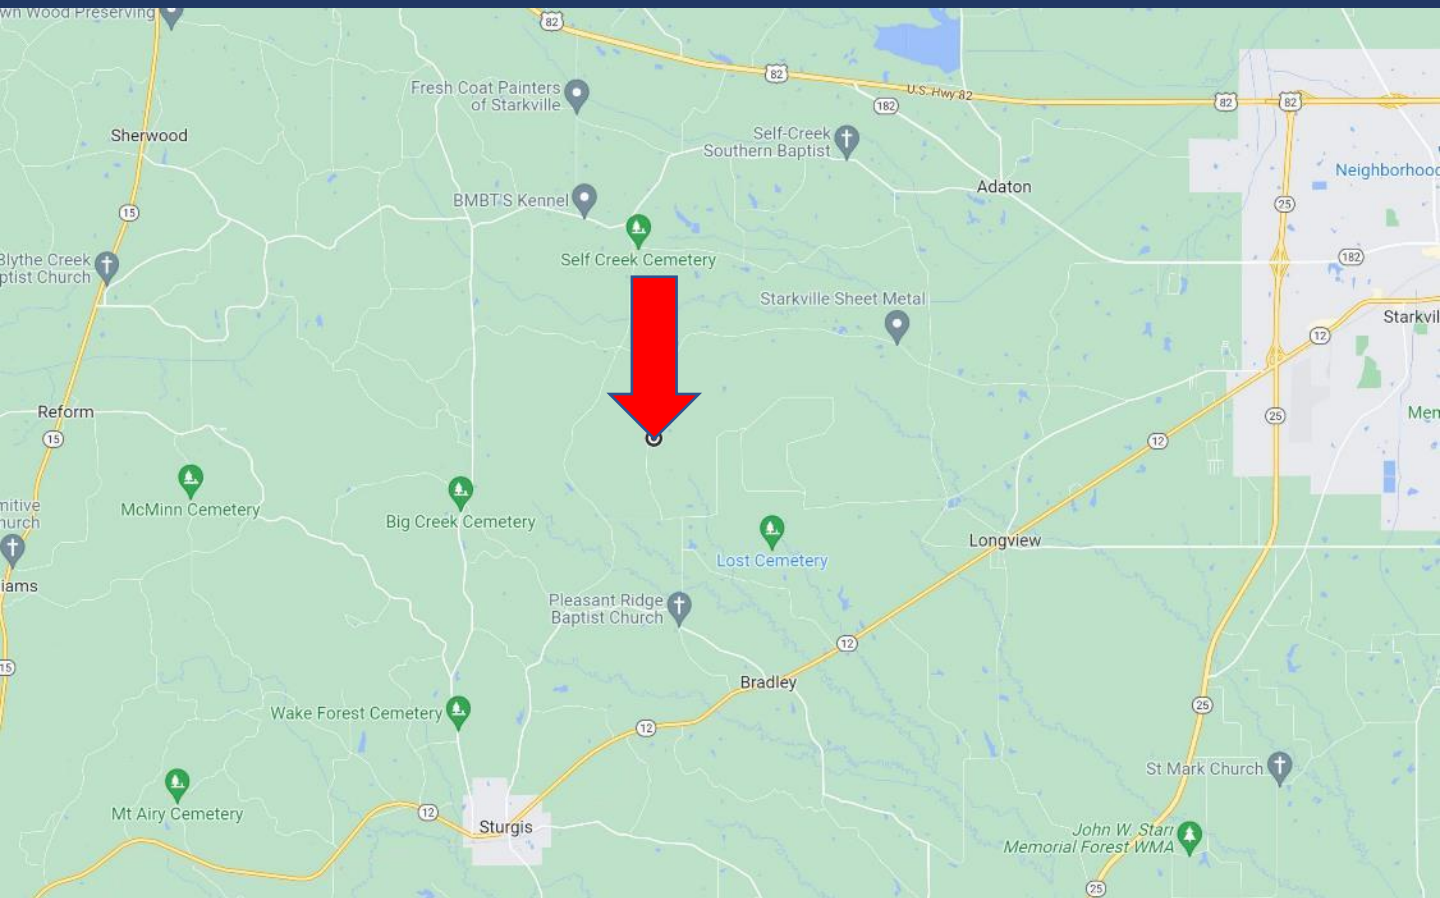 wn Wood Preserving
82
Fresh Coat Painters
of Starkville
82
U.S. Hwy 82
182
82
82
Sherwood
Self-Creek
Southern Baptist
Neighborhood
Adaton
BMBT'S Kennel
15
25
Blythe Creek
ptist Church
Self Creek Cemetery
182
Starkville Sheet Metal
Starkvil
12
Reform
15
25
Mem
12
McMinn Cemetery
Big Creek Cemetery
mitive
hurch
Longview
Lost Cemetery
iams
Pleasant Ridge
Baptist Church
12
15
Bradley
Wake Forest Cemetery
12
25
St Mark Church
Mt Airy Cemetery
12
Sturgis
John W. Starr
Memorial Forest WMA
25